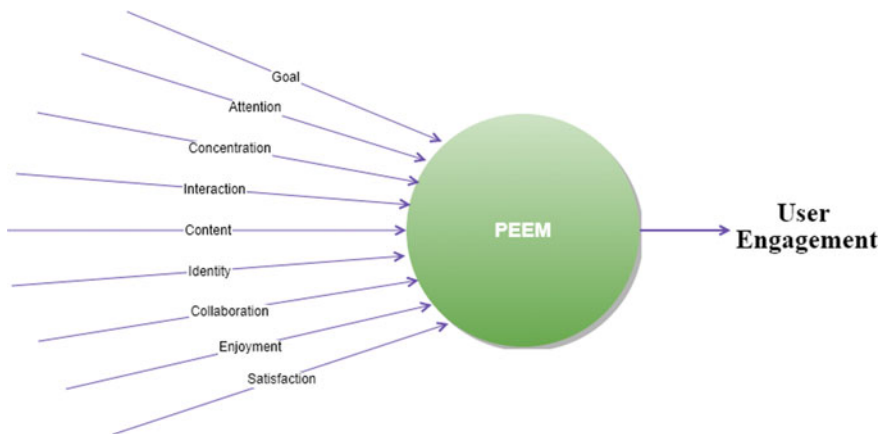 Goal
Attention
Concentration
Interaction
Content
Identity
Collaboration
Enjoyment
Satisfaction
PEEM
User
Engagement